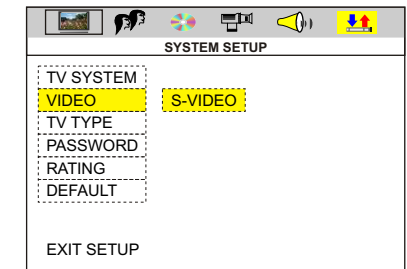 SYSTEM SETUP
TV SYSTEM
VIDEO S-VIDEO
TV TYPE
PASSWORD
RATING
DEFAULT
EXIT SETUP